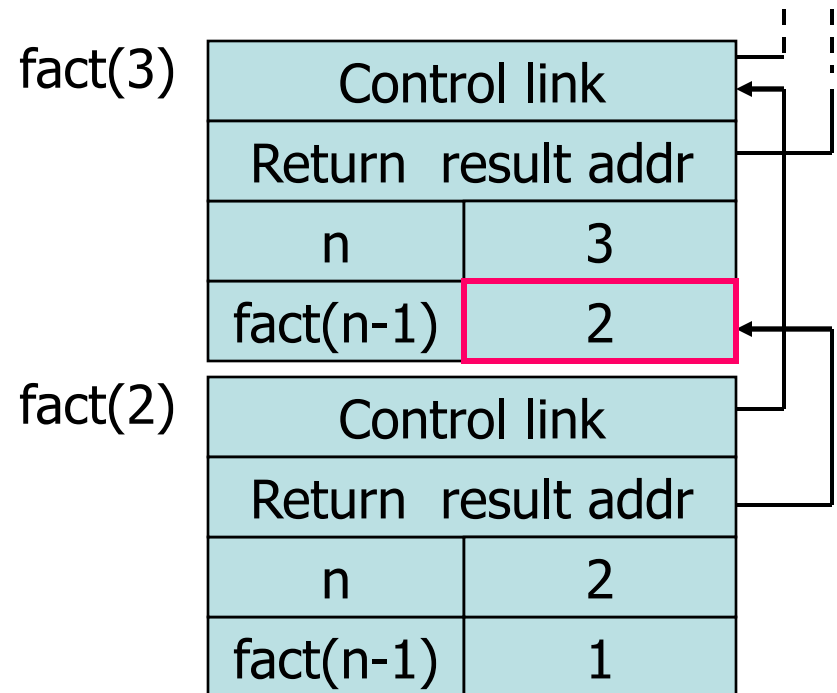 fact(3)
Control link
Return result addr
n 3
fact(n-1) 2
fact(2)
Control link
Return result addr
n 2
fact(n-1) 1